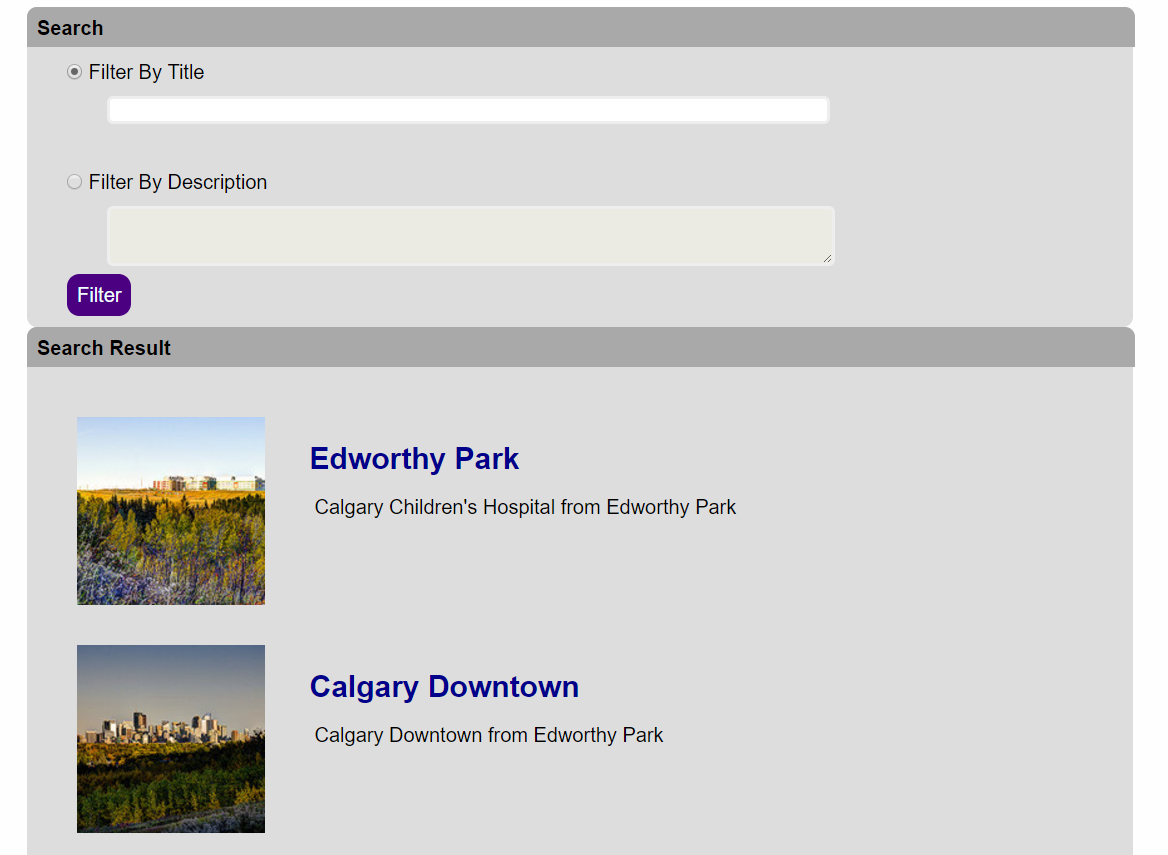 Search
Filter By Title
Filter By Description
Filter
Search Result
Edworthy Park
Calgary Children's Hospital from Edworthy Park
Calgary Downtown
Calgary Downtown from Edworthy Park